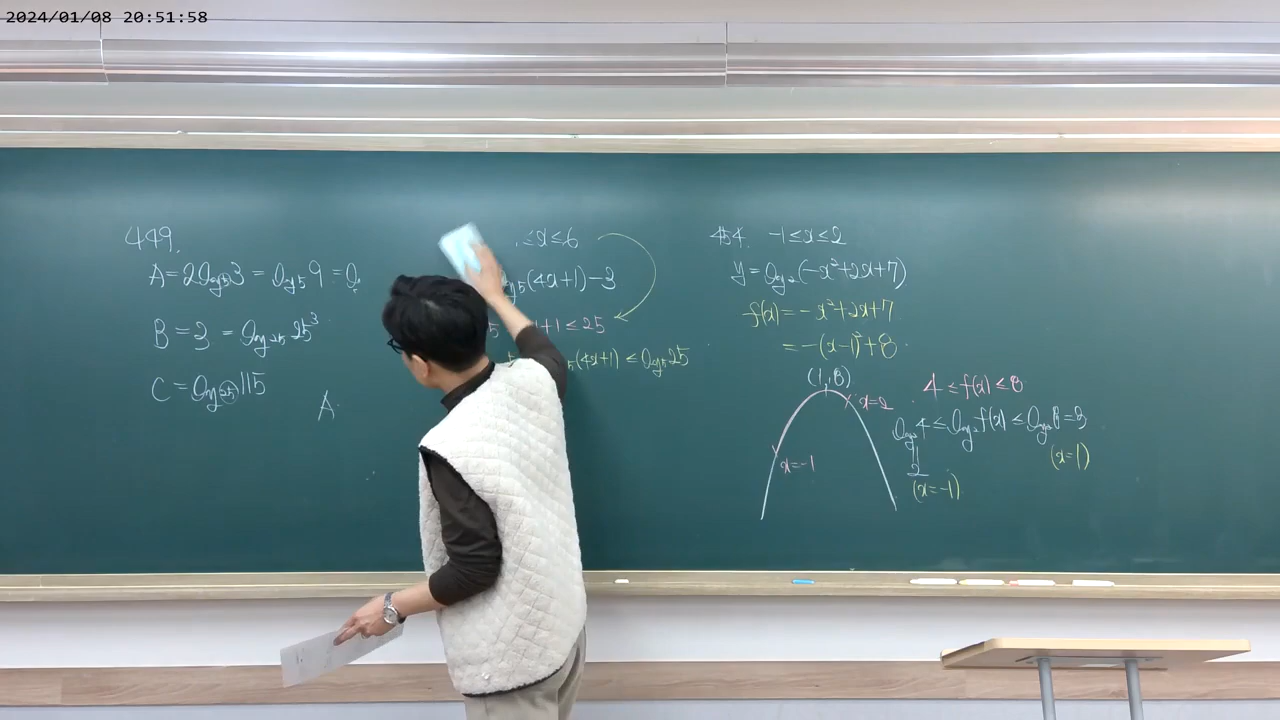 2024/01/08 20:51:58
449.
A = 2log₅3 = log₅9 =
B = 3 = log₂₅25³
C = log₂₅115
A
≤x≤6
(4x+1)-3
+1 ≤ 25
(4x+1) ≤ log₅25
454. -1≤x≤2
y = log₂(-x²+2x+7)
f(x) = -x²+2x+7
= -(x-1)²+8
(1,8)
x=2
x=-1
4 ≤ f(x) ≤ 8
log₂4 ≤ log₂f(x) ≤ log₂8=3
2
(x=-1)
(x=1)